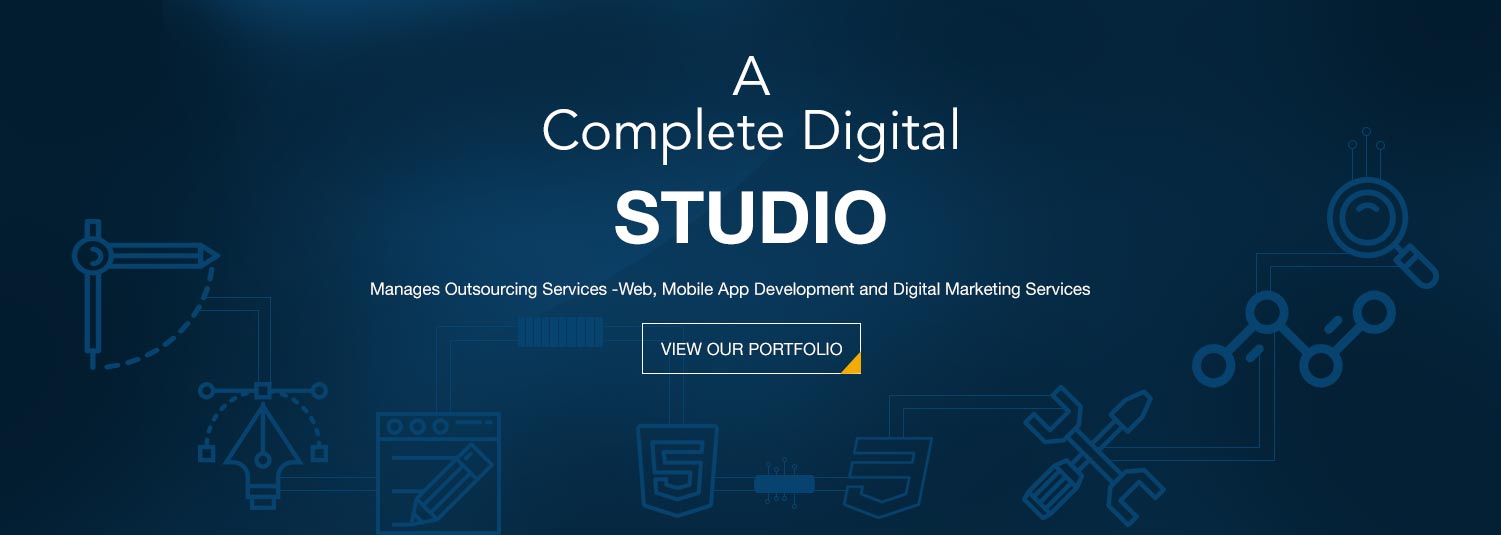 A
Complete Digital
STUDIO
Manages Outsourcing Services -Web, Mobile App Development and Digital Marketing Services
VIEW OUR PORTFOLIO